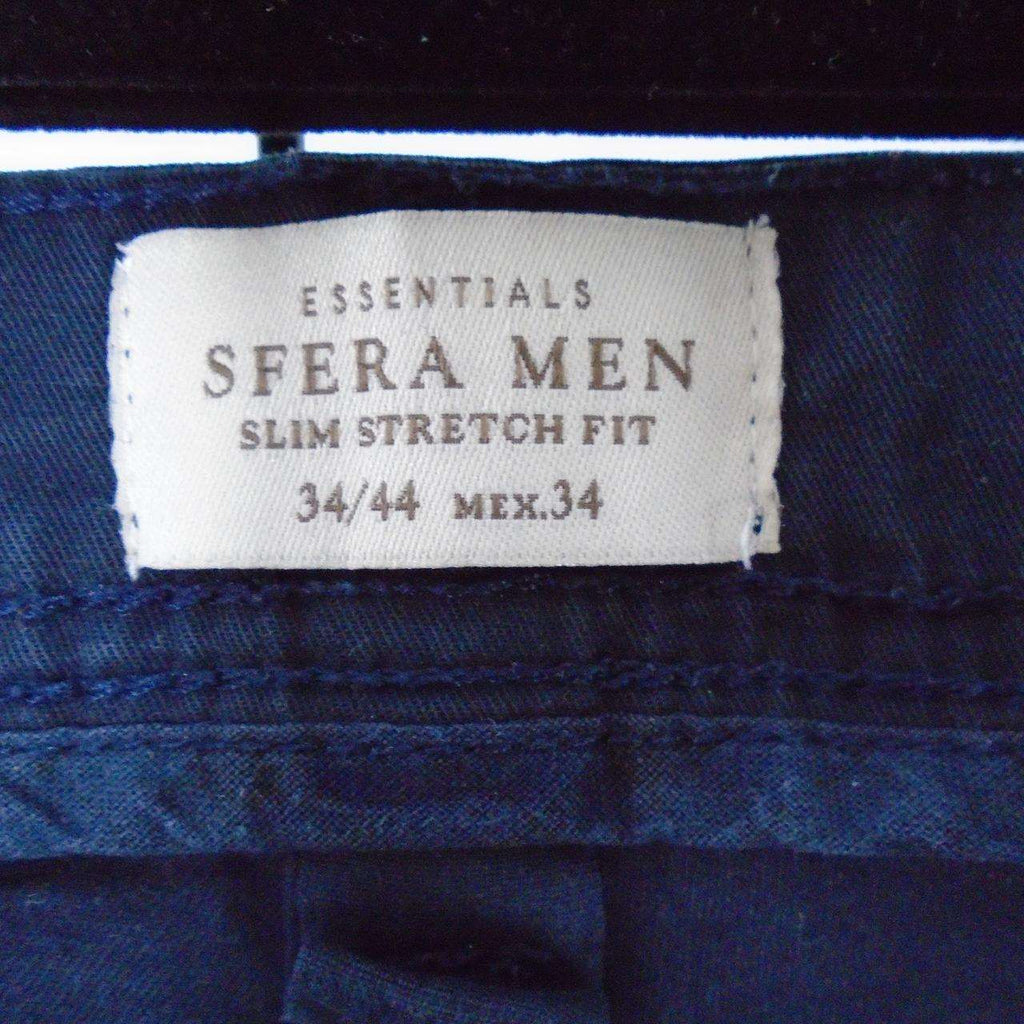 ESSENTIALS
SFERA MEN
SLIM STRETCH FIT
34/44 MEX.34